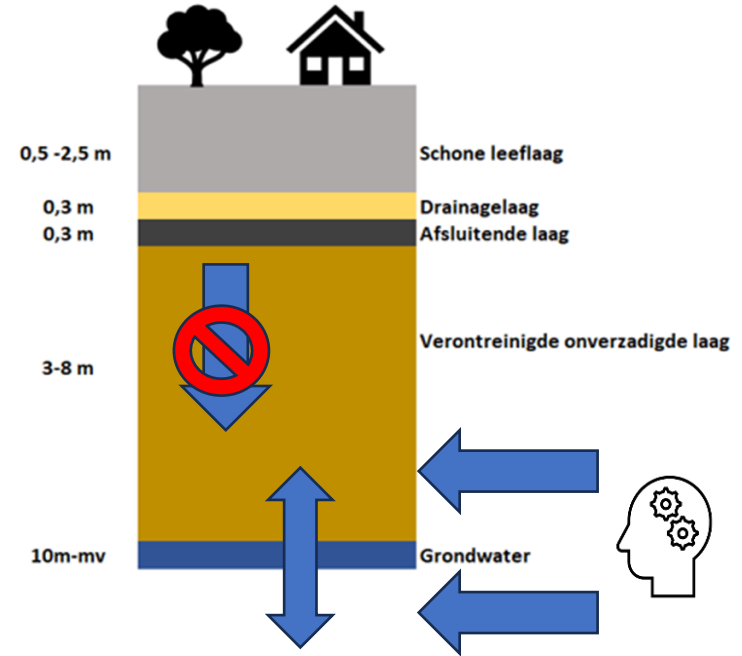 0,5 -2,5 m
Schone leeflaag
0,3 m
Drainagelaag
0,3 m
Afsluitende laag
3-8 m
Verontreinigde onverzadigde laag
10m-mv
Grondwater